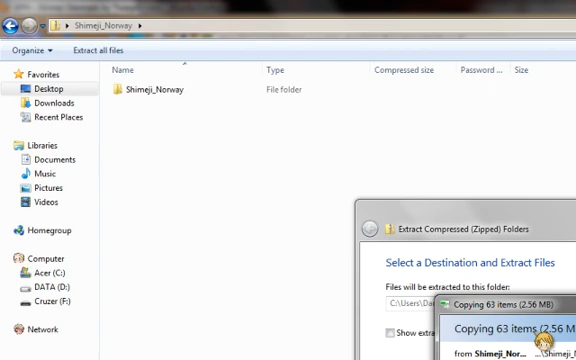 Shimeji_Norway
Organize
Extract all files
Name
Type
Compressed size
Password ...
Size
Favorites
Desktop
Downloads
Recent Places
Libraries
Documents
Music
Pictures
Videos
Homegroup
Computer
Acer (C:)
DATA (D:)
Cruzer (F:)
Network
Shimeji_Norway
File folder
Extract Compressed (Zipped) Folders
Select a Destination and Extract Files
Files will be extracted to this folder:
C:\Users\Da
Show extra
Copying 63 items (2.56 MB)
Copying 63 items (2.56 M
from Shimeji_Nor... ...\Shimeji_